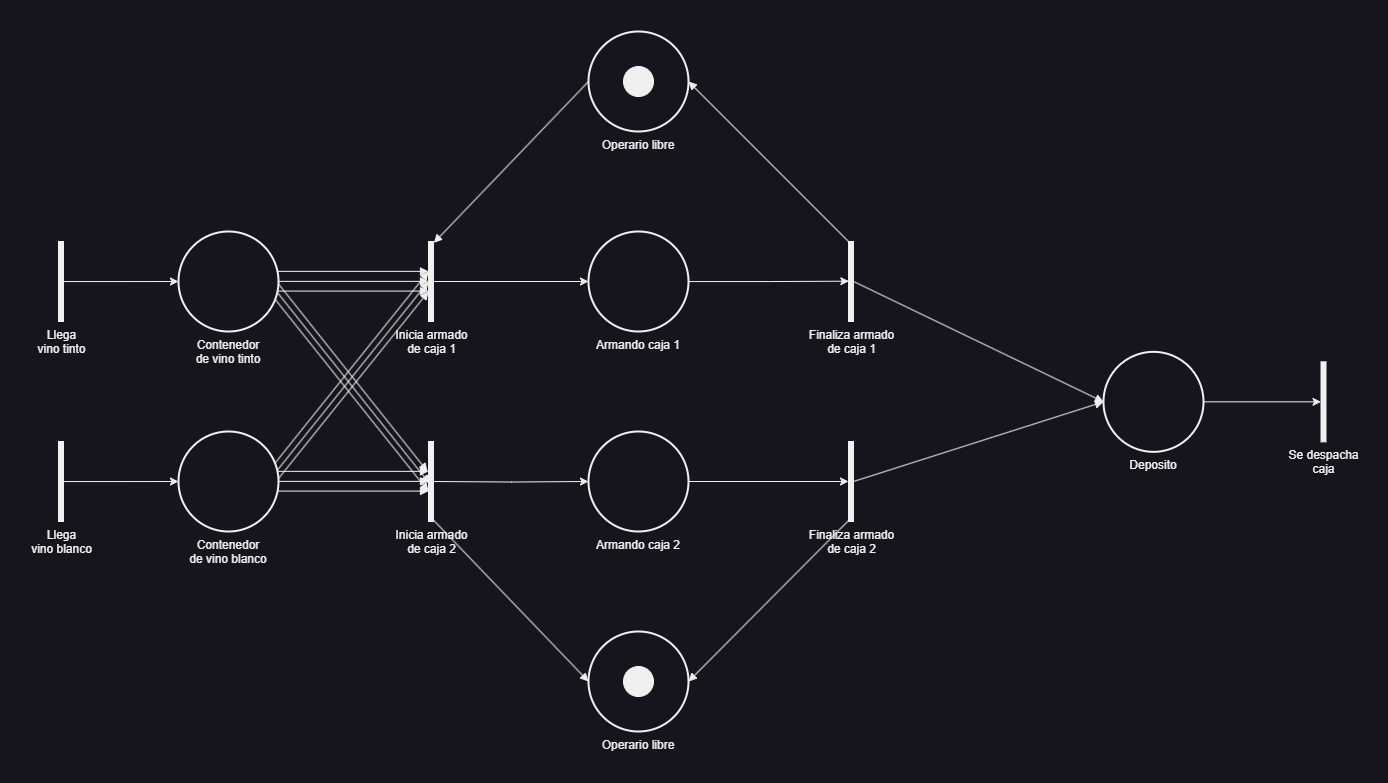 Operario libre
Llega
vino tinto
Contenedor
de vino tinto
Inicia armado
de caja 1
Armando caja 1
Finaliza armado
de caja 1
Deposito
Se despacha
caja
Llega
vino blanco
Contenedor
de vino blanco
Inicia armado
de caja 2
Armando caja 2
Finaliza armado
de caja 2
Operario libre